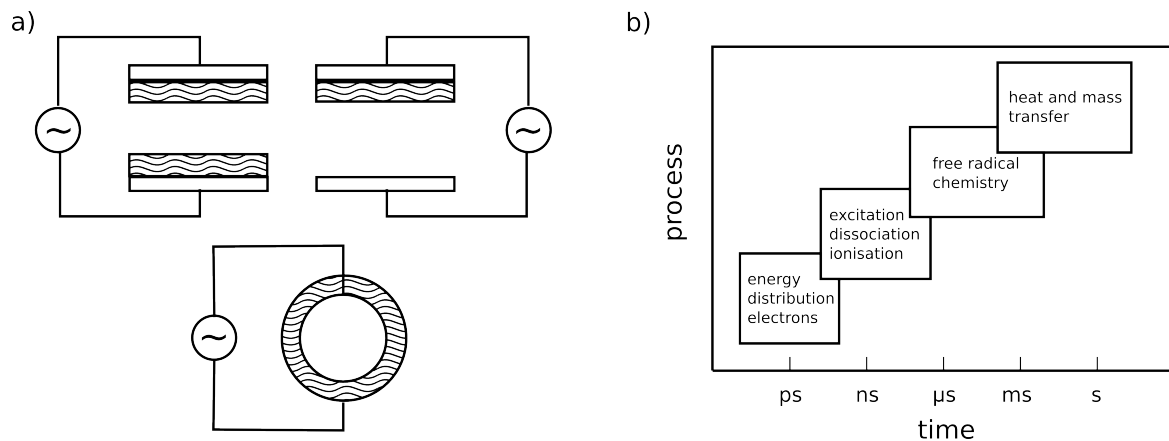 a)
~
~
~
b)
process
heat and mass
transfer
free radical
chemistry
excitation
dissociation
ionisation
energy
distribution
electrons
ps ns µs ms s
time